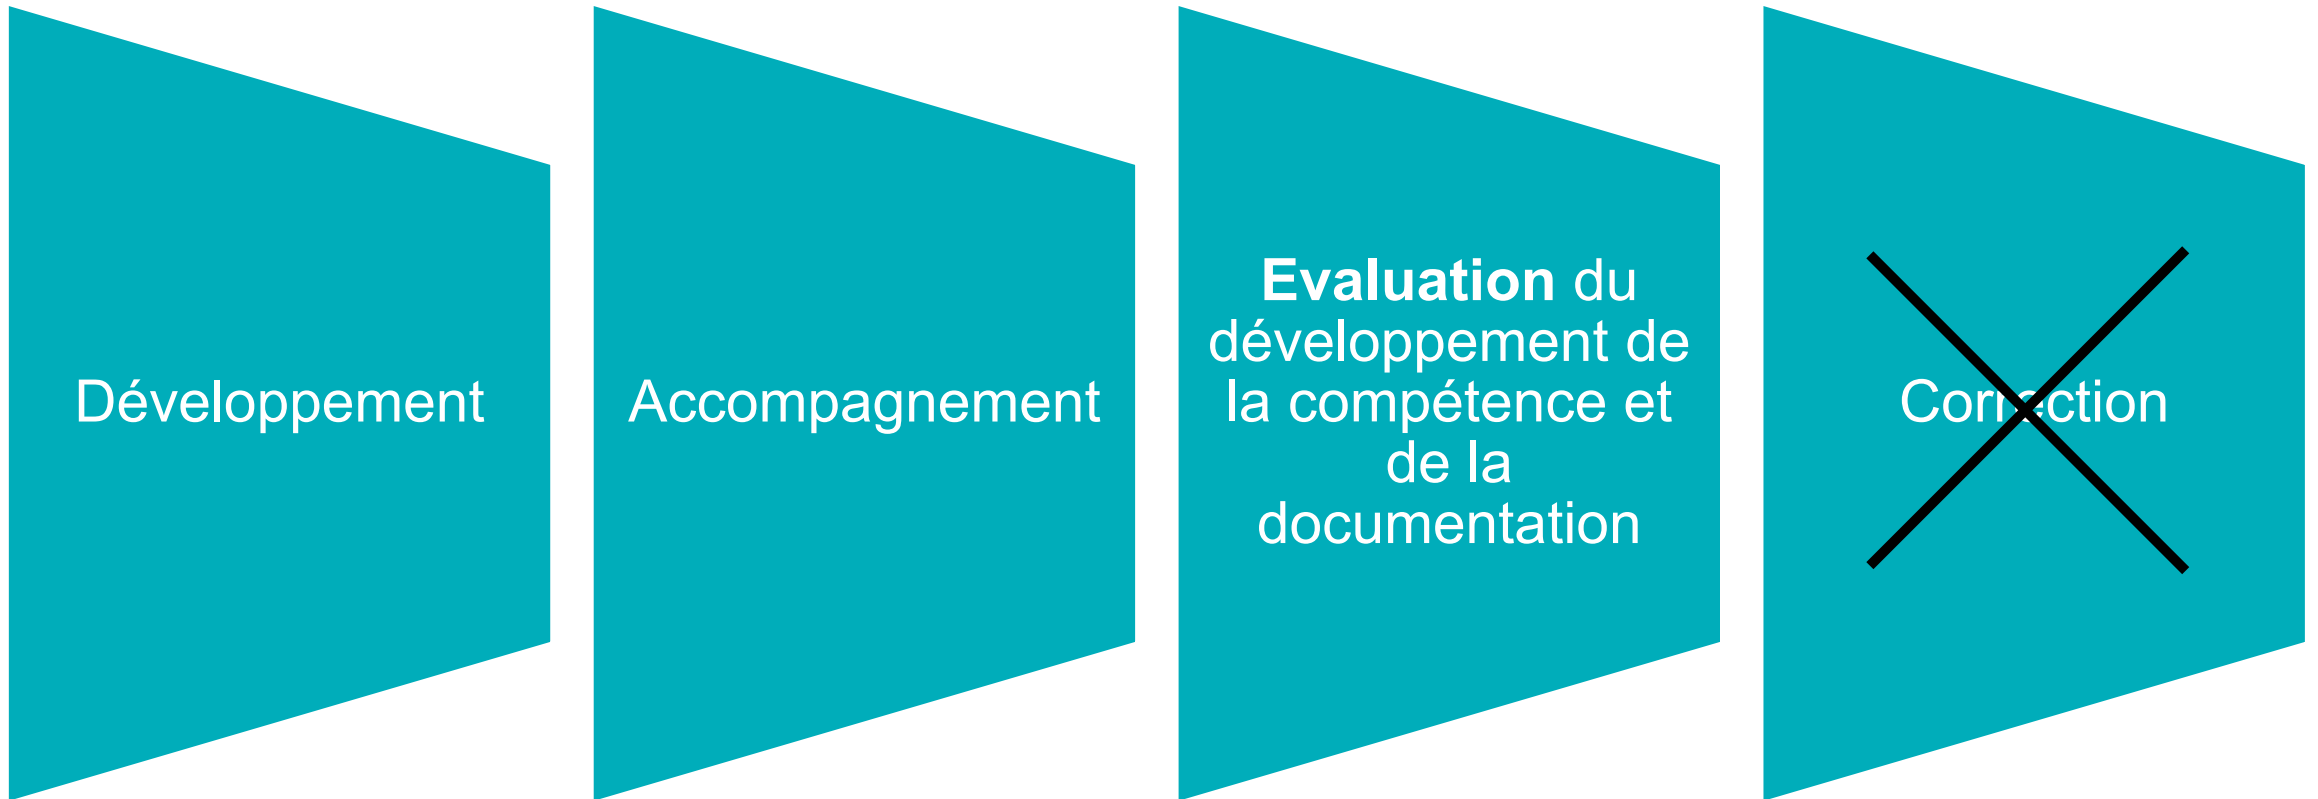 Développement
Accompagnement
Evaluation du
développement de
la compétence et
de la
documentation
Correction